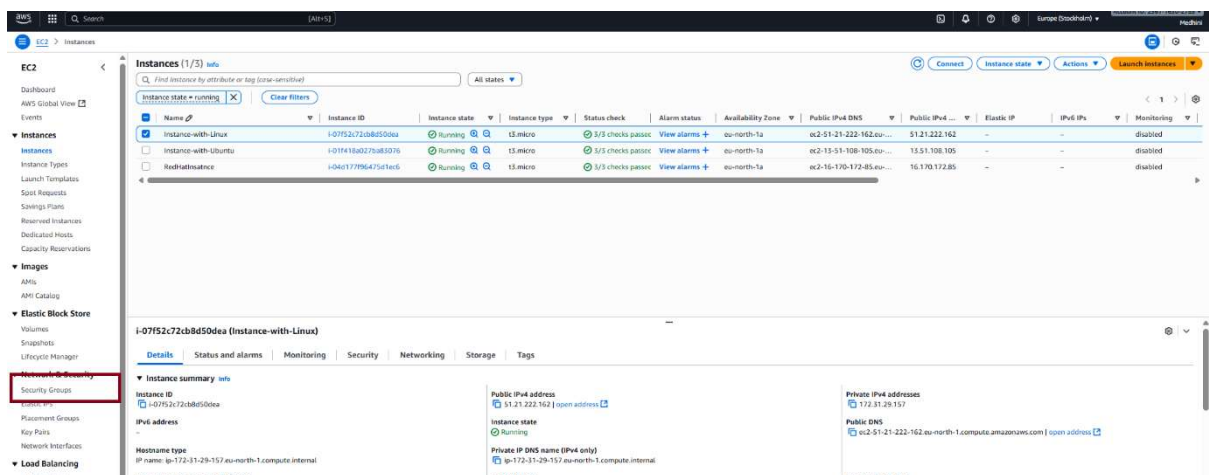 aws Search [Alt+S] Europe (Stockholm)
Medhini
EC2 > Instances
EC2
Dashboard
AWS Global View
Events
Instances
Instances
Instance Types
Launch Templates
Spot Requests
Savings Plans
Reserved Instances
Dedicated Hosts
Capacity Reservations
Images
AMIs
AMI Catalog
Elastic Block Store
Volumes
Snapshots
Lifecycle Manager
Network & Security
Security Groups
Elastic IPs
Placement Groups
Key Pairs
Network Interfaces
Load Balancing
Instances (1/3) Info Connect Instance state Actions Launch instances
Find Instance by attribute or tag (case-sensitive) All states
Instance state = running X Clear filters < 1 >
Name Instance ID Instance state Instance type Status check Alarm status Availability Zone Public IPv4 DNS Public IPv4 ... Elastic IP IPv6 IPs Monitoring
Instance-with-Linux i-07f52c72cb8d50dea Running t3.micro 3/3 checks passec View alarms + eu-north-1a ec2-51-21-222-162.eu-... 51.21.222.162 – – disabled
Instance-with-Ubuntu i-01f418a027ba83076 Running t3.micro 3/3 checks passec View alarms + eu-north-1a ec2-13-51-108-105.eu-... 13.51.108.105 – – disabled
RedHatInsatnce i-04d177f96475d1ec6 Running t3.micro 3/3 checks passec View alarms + eu-north-1a ec2-16-170-172-85.eu-... 16.170.172.85 – – disabled
i-07f52c72cb8d50dea (Instance-with-Linux)
Details Status and alarms Monitoring Security Networking Storage Tags
Instance summary Info
Instance ID Public IPv4 address Private IPv4 addresses
i-07f52c72cb8d50dea 51.21.222.162 | open address 172.31.29.157
IPv6 address Instance state Public DNS
– Running ec2-51-21-222-162.eu-north-1.compute.amazonaws.com | open address
Hostname type Private IP DNS name (IPv4 only)
IP name: ip-172-31-29-157.eu-north-1.compute.internal ip-172-31-29-157.eu-north-1.compute.internal